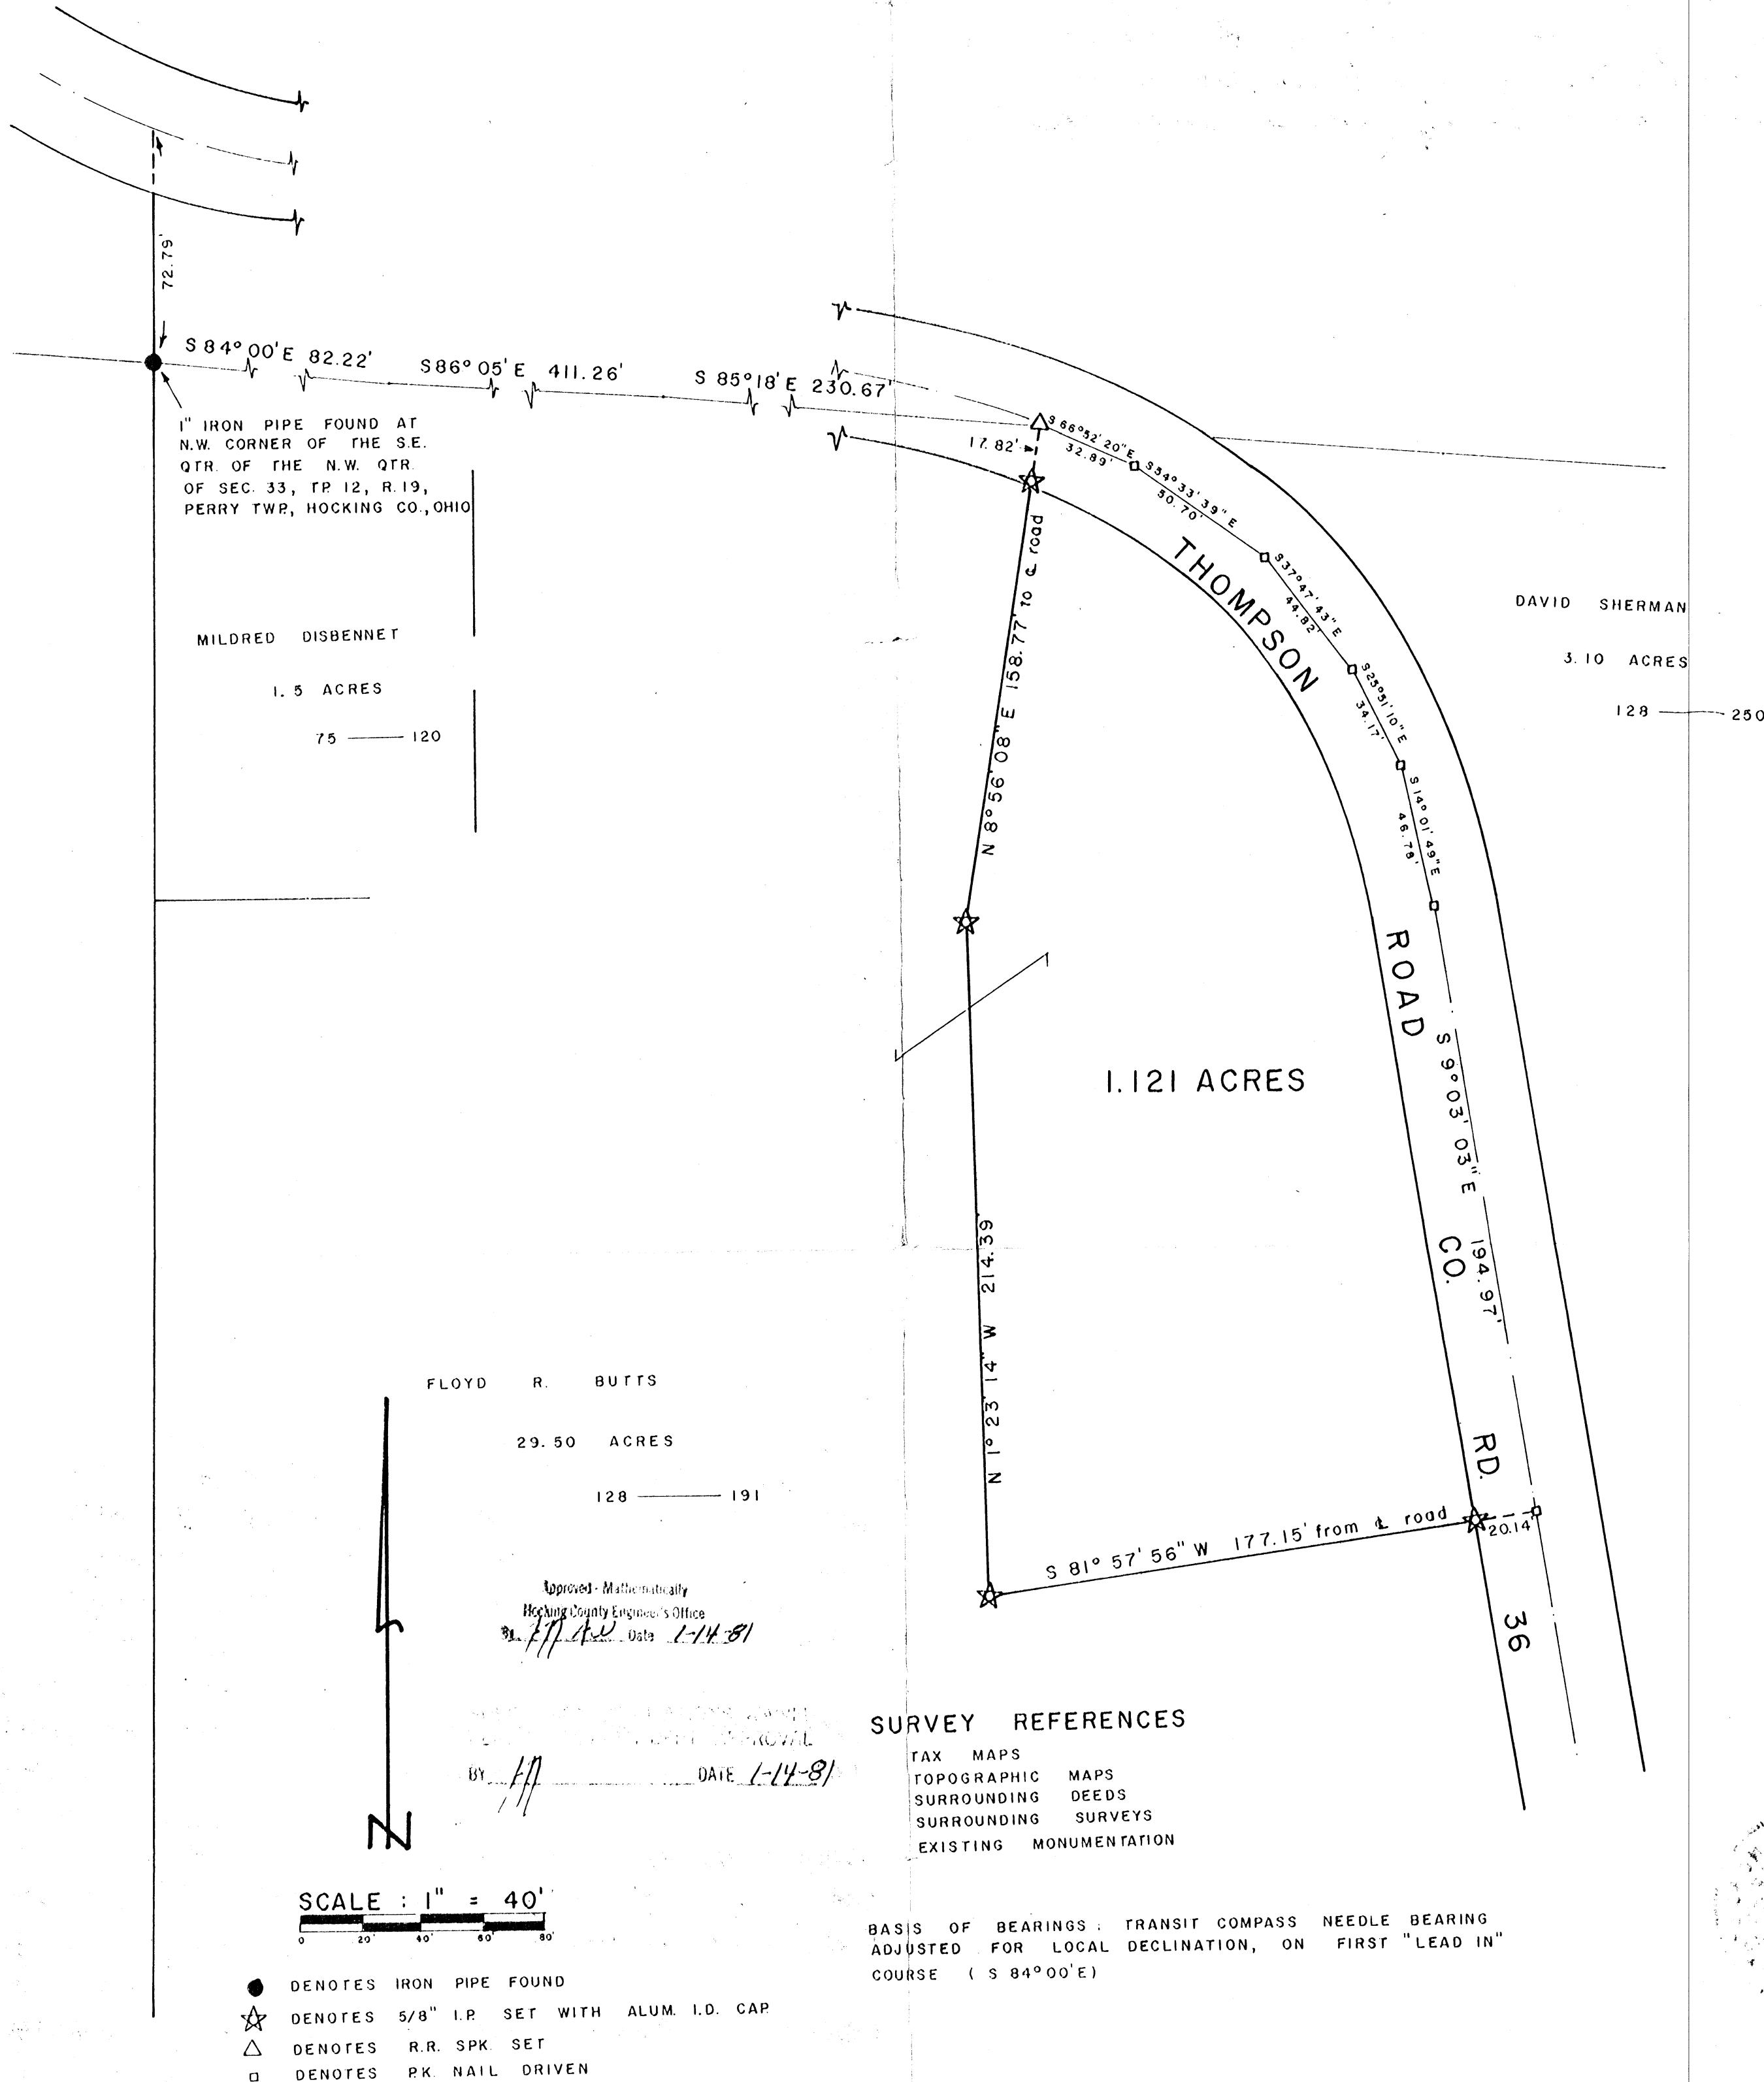 72.79'
S 84° 00' E 82.22'
S 86° 05' E 411.26'
S 85° 18' E 230.67'
1" IRON PIPE FOUND AT
N.W. CORNER OF THE S.E.
QTR. OF THE N.W. QTR.
OF SEC. 33, TP. 12, R. 19,
PERRY TWP., HOCKING CO., OHIO
17.82'
S 66° 52' 20" E
32.89'
S 54° 33' 39" E
50.70'
S 37° 47' 43" E
44.82'
S 25° 51' 10" E
34.17'
S 14° 01' 49" E
46.78'
S 9° 03' 03" E 194.97'
THOMPSON ROAD CO. RD. 36
DAVID SHERMAN
3.10 ACRES
128 —— 250
MILDRED DISBENNET
1.5 ACRES
75 —— 120
N 8° 56' 08" E 158.77' to ℄ road
1.121 ACRES
N 1° 23' 14" W 214.39'
S 81° 57' 56" W 177.15' from ℄ road
20.14'
FLOYD R. BUTTS
29.50 ACRES
128 —— 191
Approved - Mathematically
Hocking County Engineer's Office
By Date 1-14-81
BY DATE 1-14-81
N
SURVEY REFERENCES
TAX MAPS
TOPOGRAPHIC MAPS
SURROUNDING DEEDS
SURROUNDING SURVEYS
EXISTING MONUMENTATION
SCALE : 1" = 40'
0 20' 40' 60' 80'
BASIS OF BEARINGS : TRANSIT COMPASS NEEDLE BEARING
ADJUSTED FOR LOCAL DECLINATION, ON FIRST "LEAD IN"
COURSE ( S 84° 00' E )
DENOTES IRON PIPE FOUND
DENOTES 5/8" I.P. SET WITH ALUM. I.D. CAP.
DENOTES R.R. SPK. SET
DENOTES P.K. NAIL DRIVEN